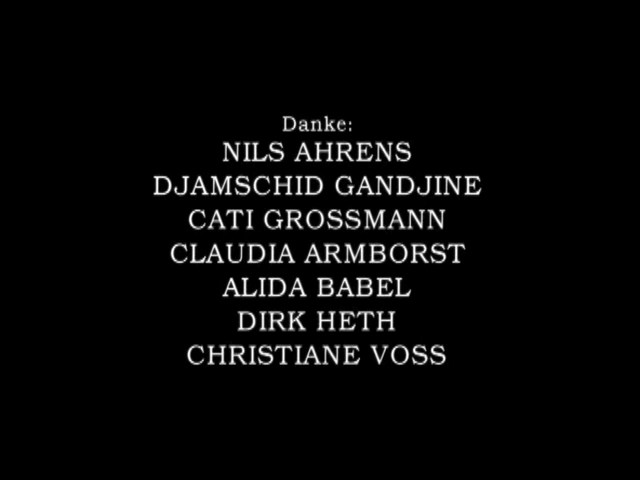 Danke:
NILS AHRENS
DJAMSCHID GANDJINE
CATI GROSSMANN
CLAUDIA ARMBORST
ALIDA BABEL
DIRK HETH
CHRISTIANE VOSS